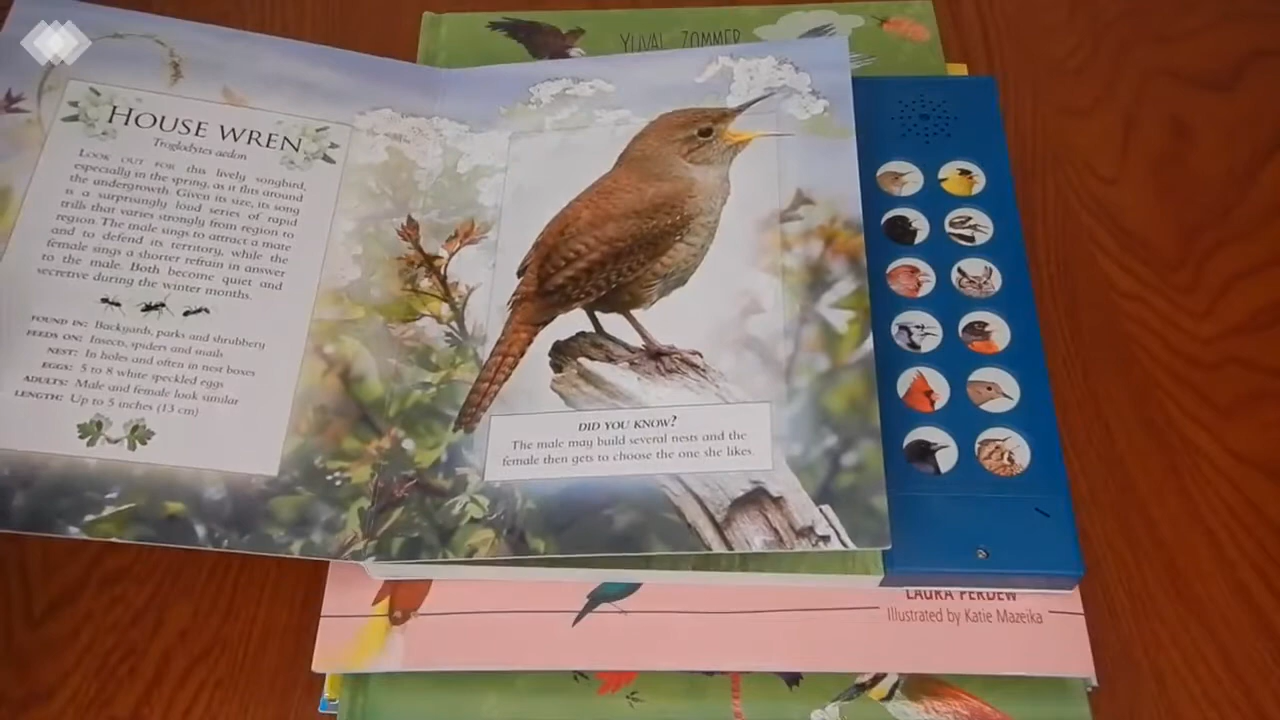 YUVAL ZOMMER
HOUSE WREN
Troglodytes aedon
LOOK OUT FOR this lively songbird,
especially in the spring, as it flits around
the undergrowth. Given its size, its song
is a surprisingly loud series of rapid
trills that varies strongly from region to
region. The male sings to attract a mate
and to defend its territory, while the
female sings a shorter refrain in answer
to the male. Both become quiet and
secretive during the winter months.
FOUND IN: Backyards, parks and shrubbery
FEEDS ON: Insects, spiders and snails
NEST: In holes and often in nest boxes
EGGS: 5 to 8 white speckled eggs
ADULTS: Male and female look similar
LENGTH: Up to 5 inches (13 cm)
DID YOU KNOW?
The male may build several nests and the
female then gets to choose the one she likes.
LAURA PERDEW
Illustrated by Katie Mazeika